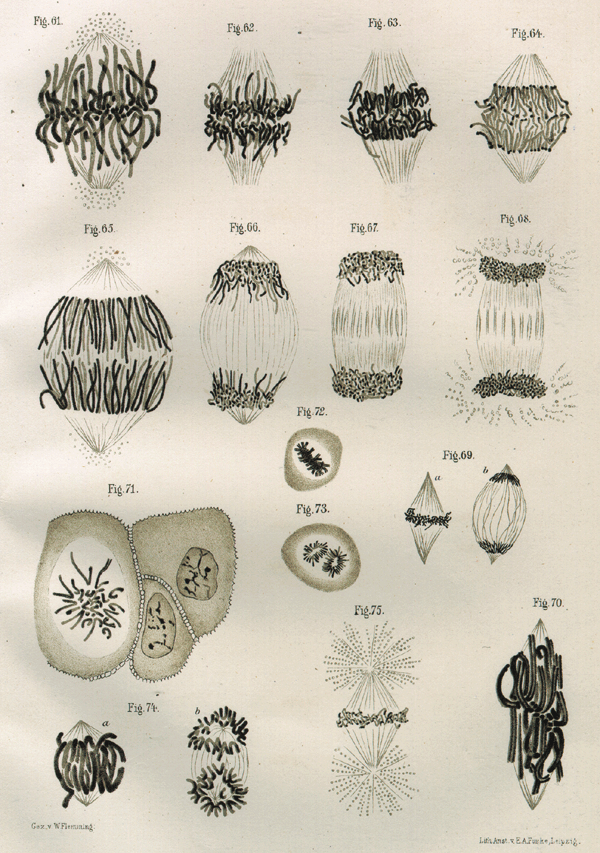 Fig.61.
Fig.62.
Fig.63.
Fig.64.
Fig.65.
Fig.66.
Fig.67.
Fig.68.
Fig.72.
Fig.69.
a
b
Fig.71.
Fig.73.
Fig.75.
Fig.70.
Fig.74.
a
b
Gez. v. W. Flemming.
Lith. Anst. v. E. A. Funke, Leipzig.